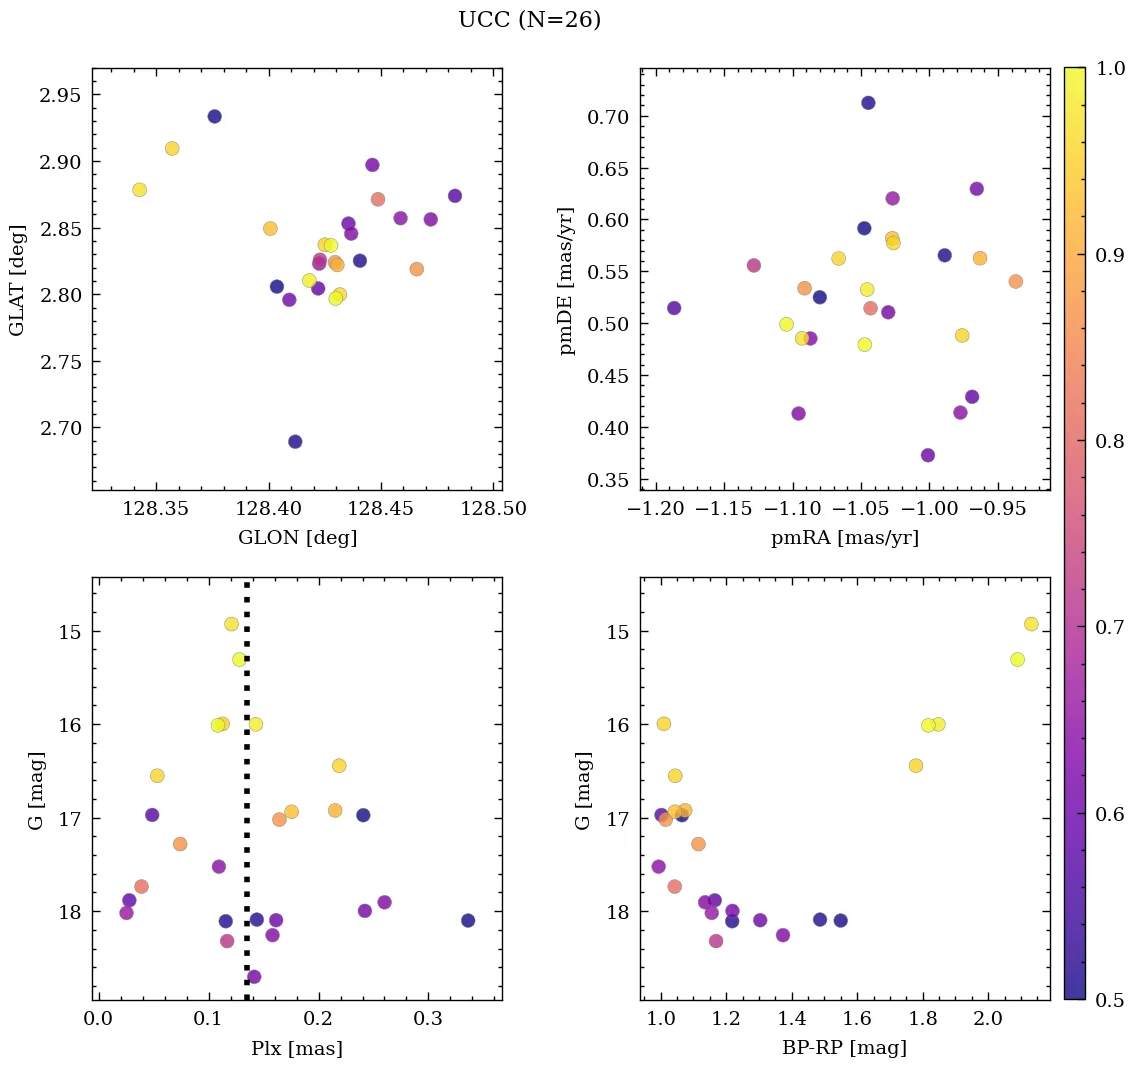 UCC (N=26)
2.95
2.90
2.85
2.80
2.75
2.70
GLAT [deg]
128.35 128.40 128.45 128.50
GLON [deg]
0.70
0.65
0.60
0.55
0.50
0.45
0.40
0.35
pmDE [mas/yr]
−1.20 −1.15 −1.10 −1.05 −1.00 −0.95
pmRA [mas/yr]
15
16
17
18
G [mag]
0.0 0.1 0.2 0.3
Plx [mas]
15
16
17
18
G [mag]
1.0 1.2 1.4 1.6 1.8 2.0
BP-RP [mag]
1.0
0.9
0.8
0.7
0.6
0.5